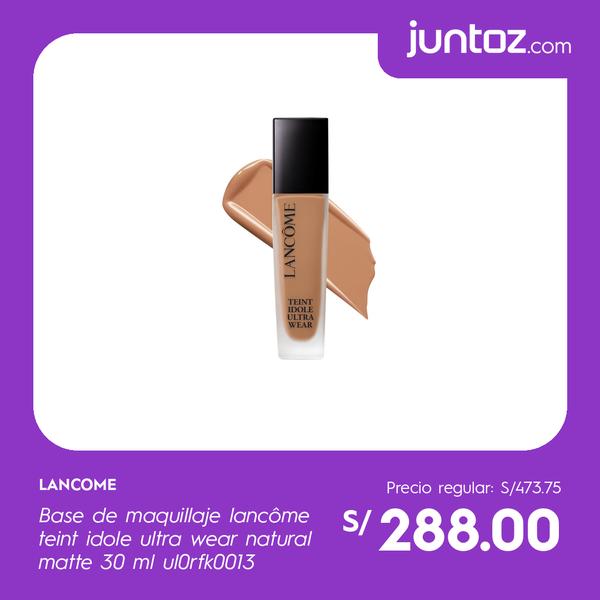 juntoz.com
LANCÔME
TEINT
IDOLE
ULTRA
WEAR
LANCOME
Base de maquillaje lancôme
teint idole ultra wear natural
matte 30 ml ul0rfk0013
Precio regular: S/473.75
S/ 288.00